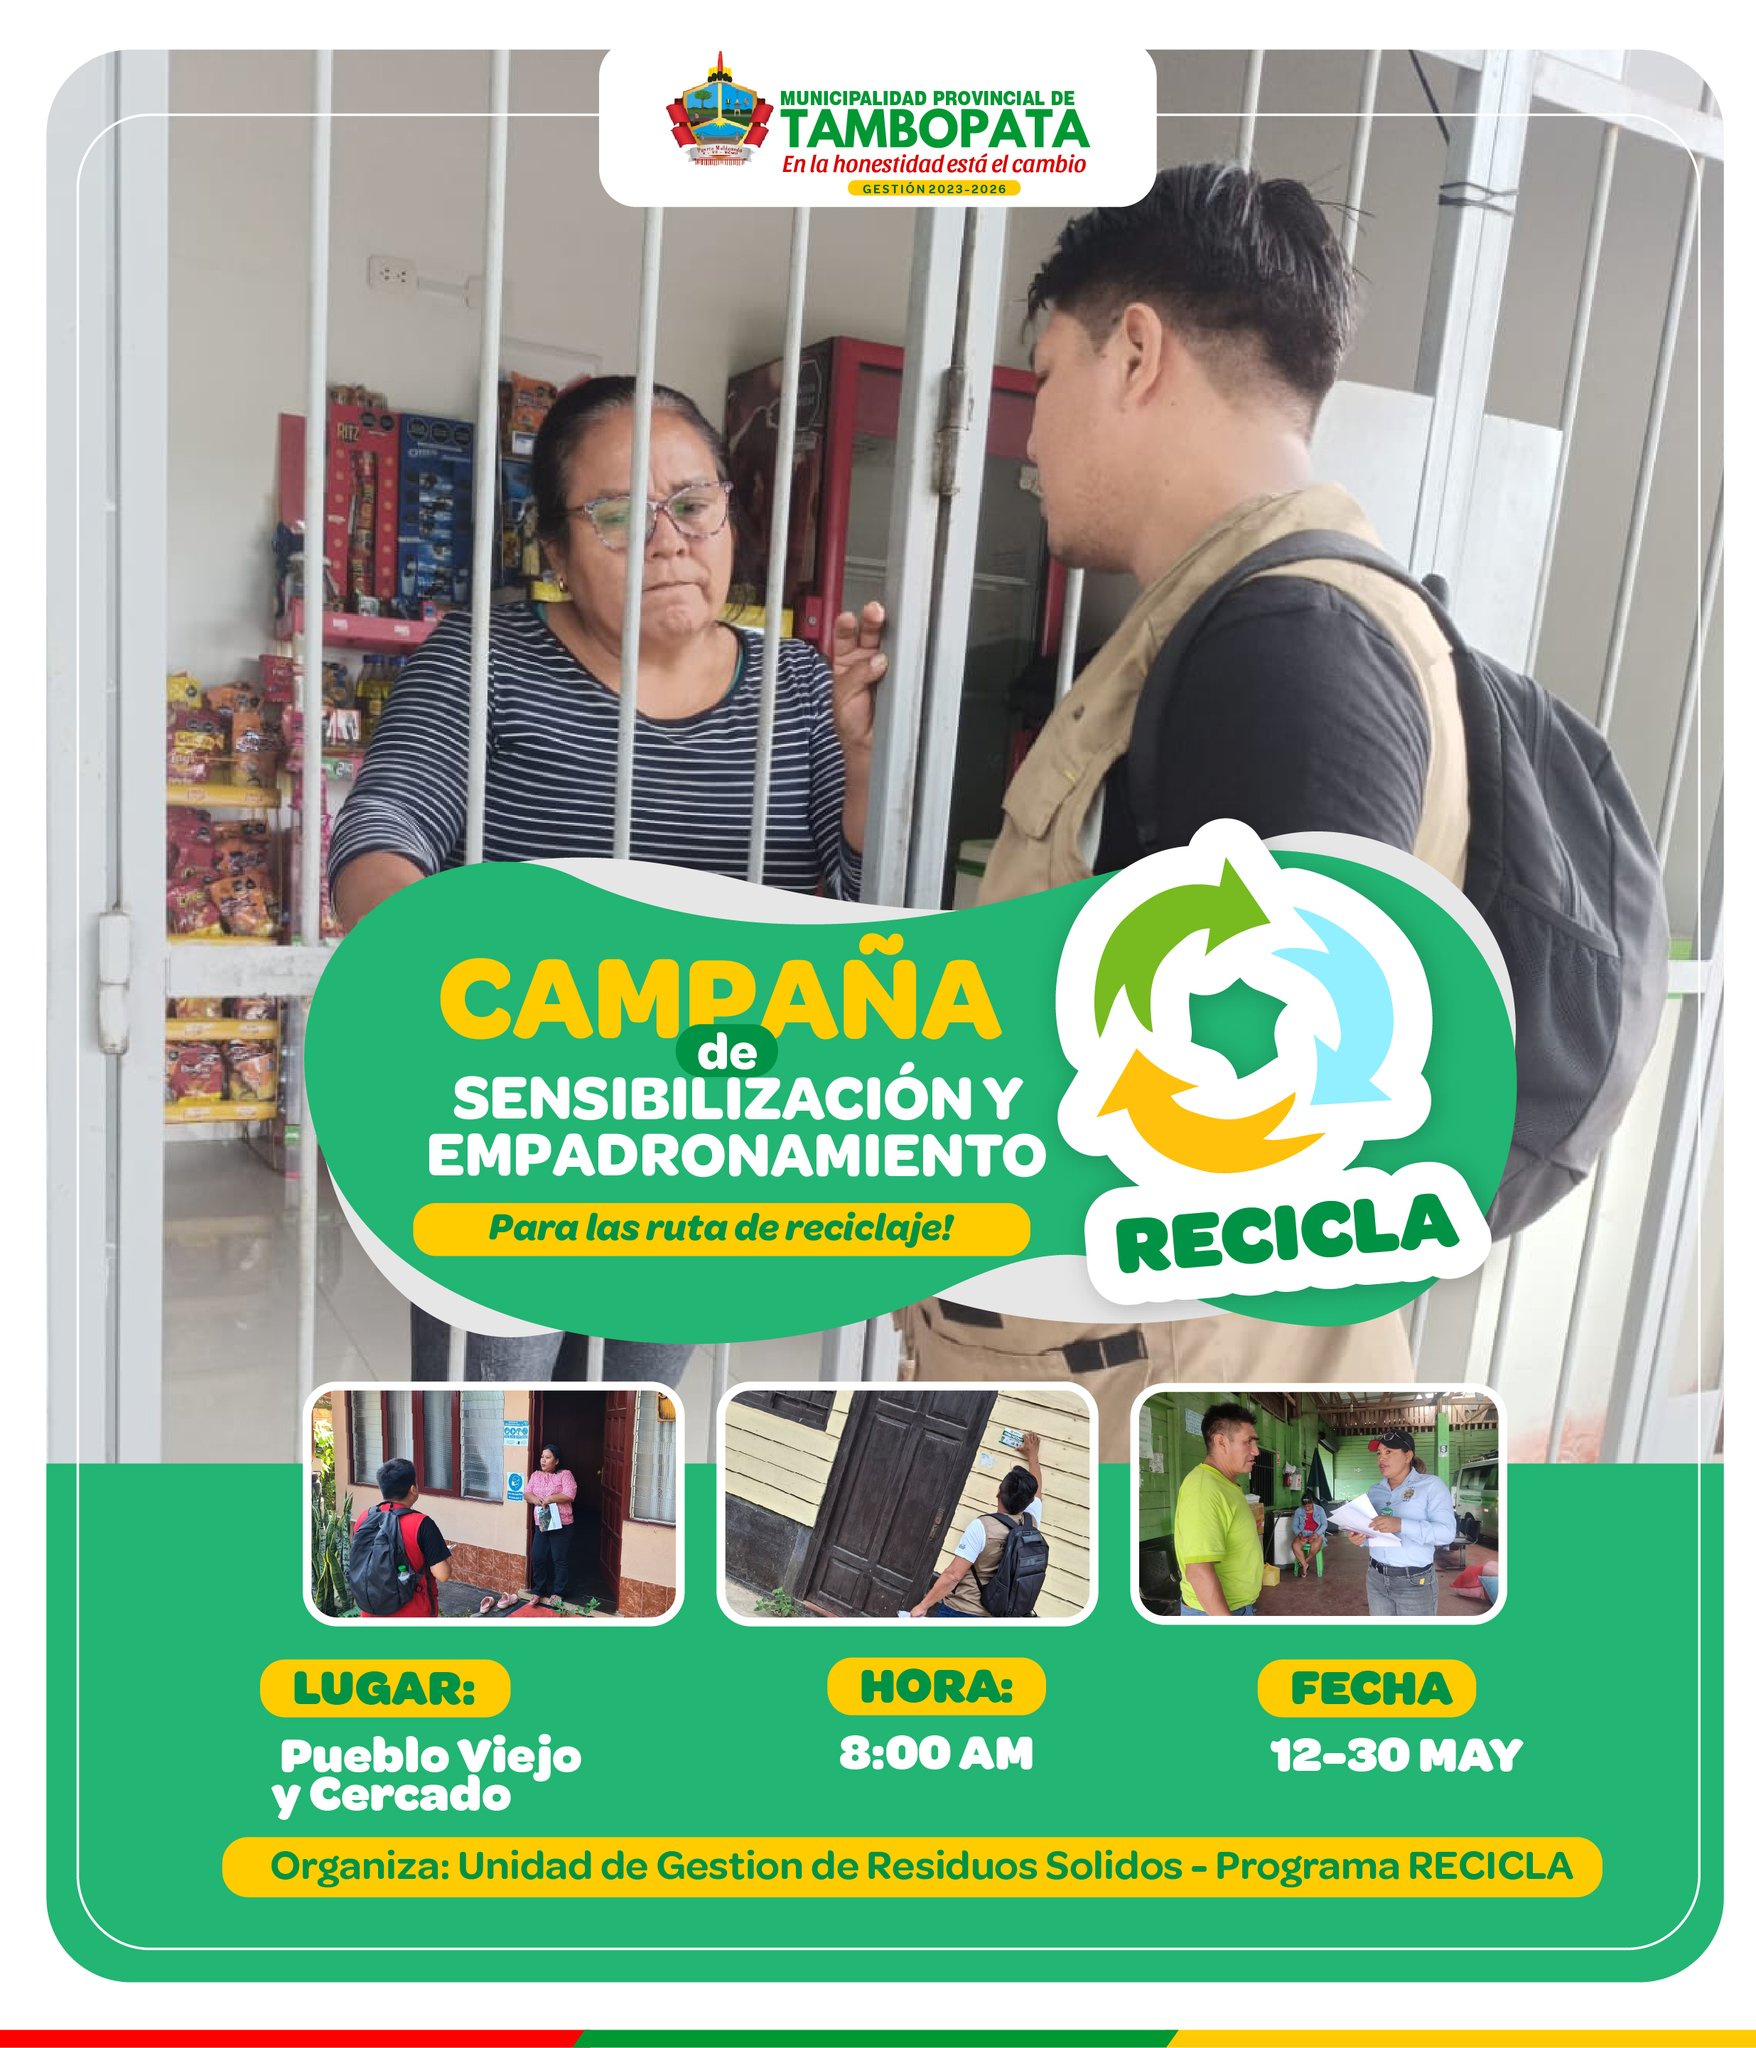 MUNICIPALIDAD PROVINCIAL DE
TAMBOPATA
En la honestidad está el cambio
GESTIÓN 2023-2026
RITZ
CAMPAÑA
de
SENSIBILIZACIÓN Y
EMPADRONAMIENTO
Para las ruta de reciclaje!
RECICLA
LUGAR:
Pueblo Viejo
y Cercado
HORA:
8:00 AM
FECHA
12-30 MAY
Organiza: Unidad de Gestion de Residuos Solidos - Programa RECICLA